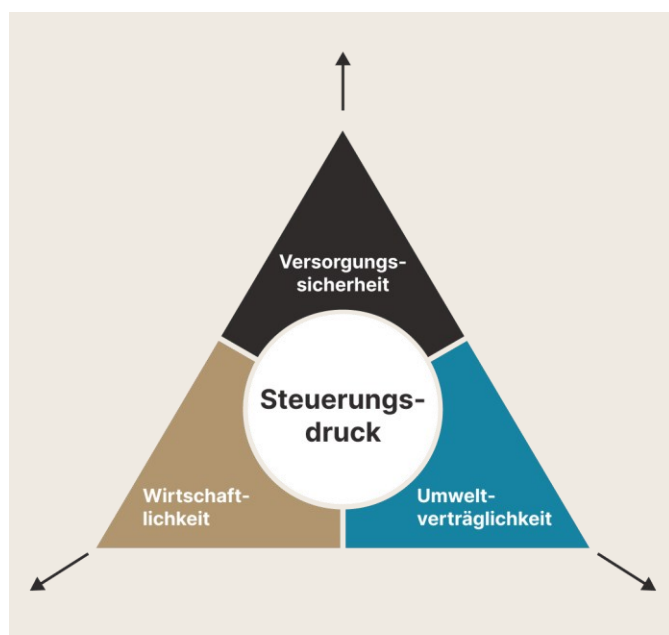 Versorgungs-
sicherheit
Steuerungs-
druck
Wirtschaft-
lichkeit
Umwelt-
verträglichkeit